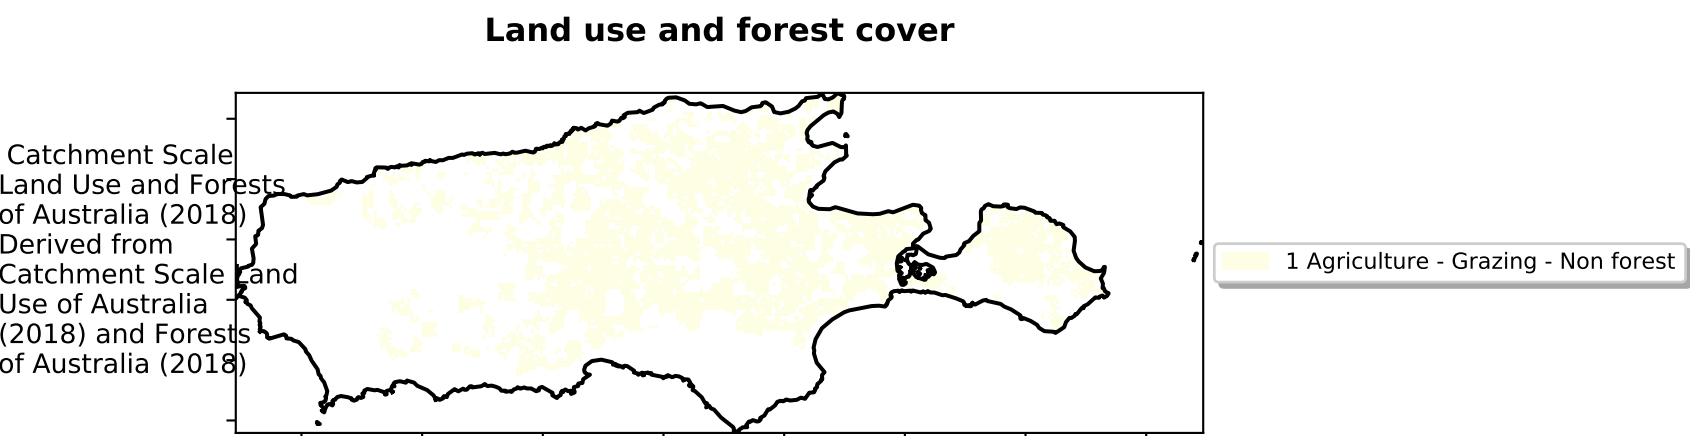 Land use and forest cover
Catchment Scale
Land Use and Forests
of Australia (2018)
Derived from
Catchment Scale Land
Use of Australia
(2018) and Forests
of Australia (2018)
1 Agriculture - Grazing - Non forest